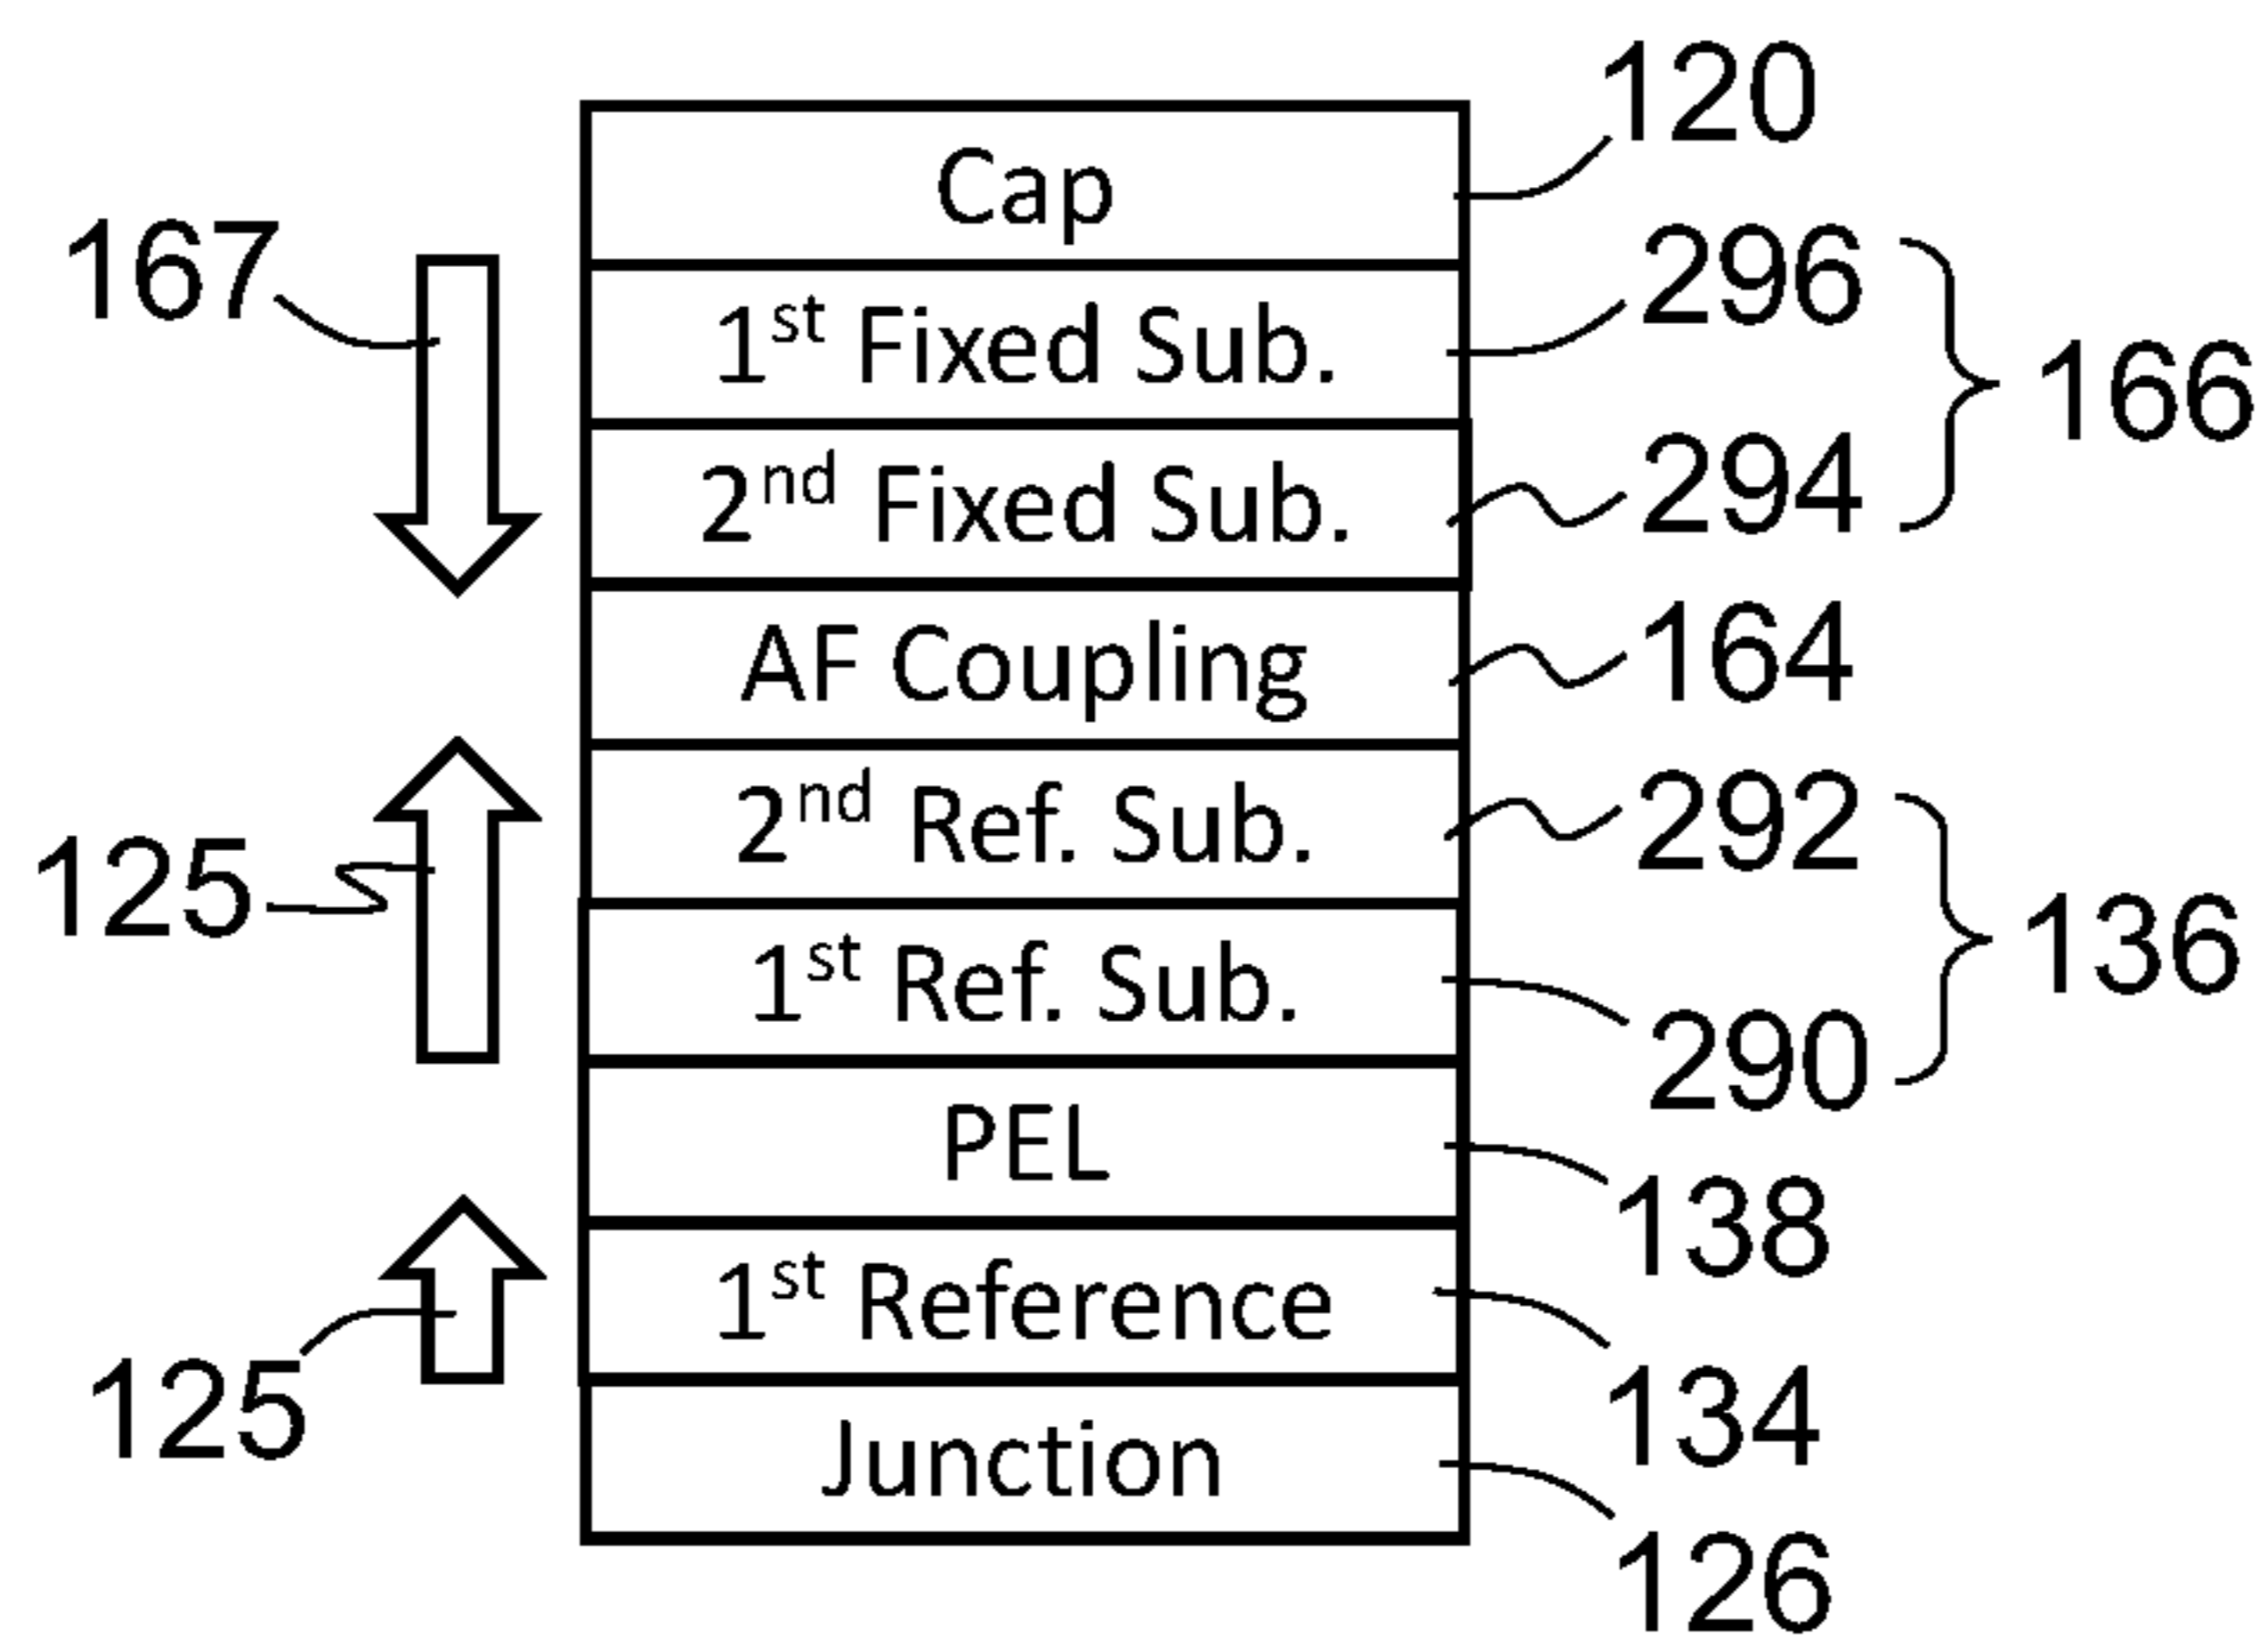 120
Cap
167
296
1st Fixed Sub.
166
294
2nd Fixed Sub.
164
AF Coupling
292
2nd Ref. Sub.
125
136
1st Ref. Sub.
290
PEL
138
1st Reference
125
134
Junction
126